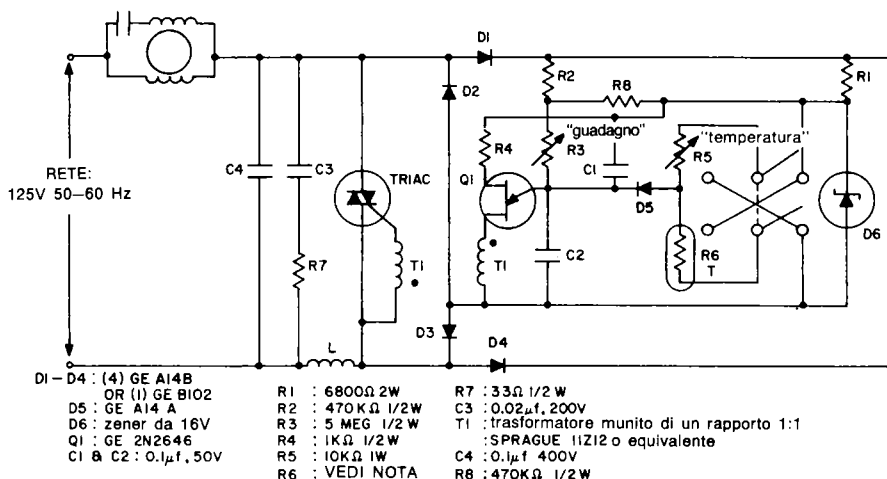 D1
R2
R8
R1
D2
"guadagno"
"temperatura"
RETE:
125V 50–60 Hz
C4
C3
TRIAC
R4
R3
C1
R5
Q1
D5
D6
R7
T1
T1
C2
R6
T
L
D3
D4
D1–D4 : (4) GE A14B
OR (1) GE B102
D5 : GE A14 A
D6 : zener da 16V
Q1 : GE 2N2646
C1 & C2 : 0.1µf, 50V
R1 : 6800Ω 2W
R2 : 470KΩ 1/2W
R3 : 5 MEG 1/2W
R4 : 1KΩ 1/2W
R5 : 10KΩ 1W
R6 : VEDI NOTA
R7 : 33Ω 1/2W
C3 : 0.02µf, 200V
T1 : trasformatore munito di un rapporto 1:1
: SPRAGUE 11Z12 o equivalente
C4 : 0.1µf 400V
R8 : 470KΩ 1/2W